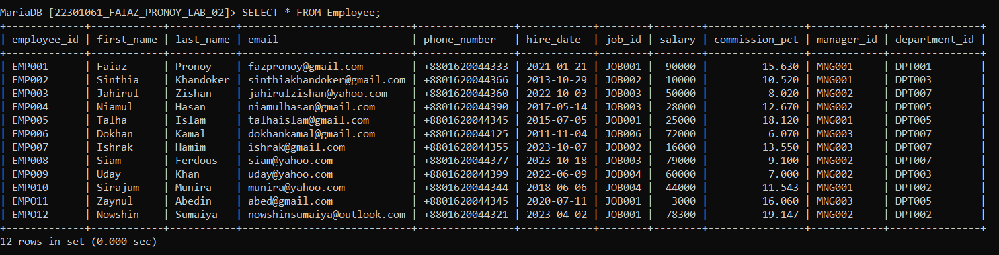 MariaDB [22301061_FAIAZ_PRONOY_LAB_02]> SELECT * FROM Employee;
+-------------+------------+-----------+----------------------------+----------------+------------+--------+--------+----------------+------------+---------------+
| employee_id | first_name | last_name | email                      | phone_number   | hire_date  | job_id | salary | commission_pct | manager_id | department_id |
+-------------+------------+-----------+----------------------------+----------------+------------+--------+--------+----------------+------------+---------------+
| EMP001      | Faiaz      | Pronoy    | fazpronoy@gmail.com        | +8801620044333 | 2021-01-21 | JOB001 |  90000 |         15.630 | MNG001     | DPT001        |
| EMP002      | Sinthia    | Khandoker | sinthiakhandoker@gmail.com | +8801620044366 | 2013-10-29 | JOB002 |  10000 |         10.520 | MNG001     | DPT003        |
| EMP003      | Jahirul    | Zishan    | jahirulzishan@yahoo.com    | +8801620044360 | 2022-10-03 | JOB003 |  50000 |          8.020 | MNG002     | DPT007        |
| EMP004      | Niamul     | Hasan     | niamulhasan@gmail.com      | +8801620044390 | 2017-05-14 | JOB003 |  28000 |         12.670 | MNG002     | DPT005        |
| EMP005      | Talha      | Islam     | talhaislam@gmail.com       | +8801620044345 | 2015-07-05 | JOB001 |  25000 |         18.120 | MNG001     | DPT005        |
| EMP006      | Dokhan     | Kamal     | dokhankamal@gmail.com      | +8801620044125 | 2011-11-04 | JOB006 |  72000 |          6.070 | MNG003     | DPT007        |
| EMP007      | Ishrak     | Hamim     | ishrak@gmail.com           | +8801620044355 | 2023-10-07 | JOB002 |  16000 |         13.550 | MNG003     | DPT007        |
| EMP008      | Siam       | Ferdous   | siam@yahoo.com             | +8801620044377 | 2023-10-18 | JOB003 |  79000 |          9.100 | MNG002     | DPT007        |
| EMP009      | Uday       | Khan      | uday@yahoo.com             | +8801620044399 | 2022-06-09 | JOB004 |  60000 |          7.000 | MNG002     | DPT003        |
| EMP010      | Sirajum    | Munira    | munira@yahoo.com           | +8801620044344 | 2018-06-06 | JOB004 |  44000 |         11.543 | MNG001     | DPT002        |
| EMPO11      | Zaynul     | Abedin    | abed@gmail.com             | +8801620044345 | 2020-07-11 | JOB001 |   3000 |         16.060 | MNG003     | DPT005        |
| EMPO12      | Nowshin    | Sumaiya   | nowshinsumaiya@outlook.com | +8801620044321 | 2023-04-02 | JOB001 |  78300 |         19.147 | MNG002     | DPT002        |
+-------------+------------+-----------+----------------------------+----------------+------------+--------+--------+----------------+------------+---------------+
12 rows in set (0.000 sec)